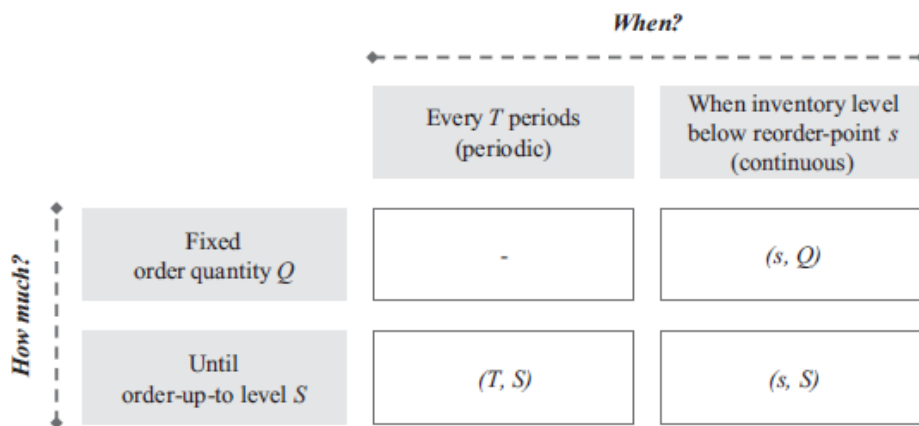 When?
Every T periods
(periodic)
When inventory level
below reorder-point s
(continuous)
How much?
Fixed
order quantity Q
-
(s, Q)
Until
order-up-to level S
(T, S)
(s, S)